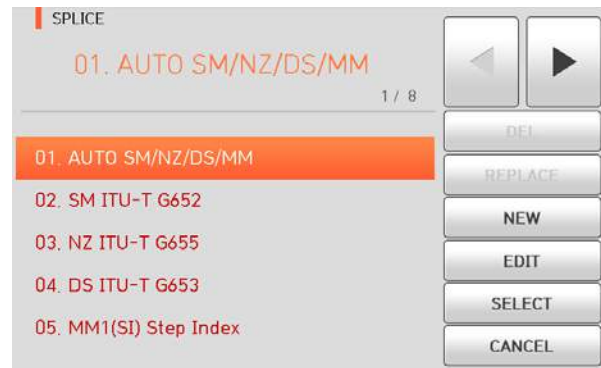 SPLICE
01. AUTO SM/NZ/DS/MM
1 / 8
01. AUTO SM/NZ/DS/MM
02. SM ITU-T G652
03. NZ ITU-T G655
04. DS ITU-T G653
05. MM1(SI) Step Index
DEL
REPLACE
NEW
EDIT
SELECT
CANCEL